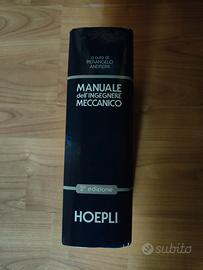 a cura di
PIERANGELO
ANDREINI
MANUALE
dell'INGEGNERE
MECCANICO
2ª edizione
HOEPLI
subito